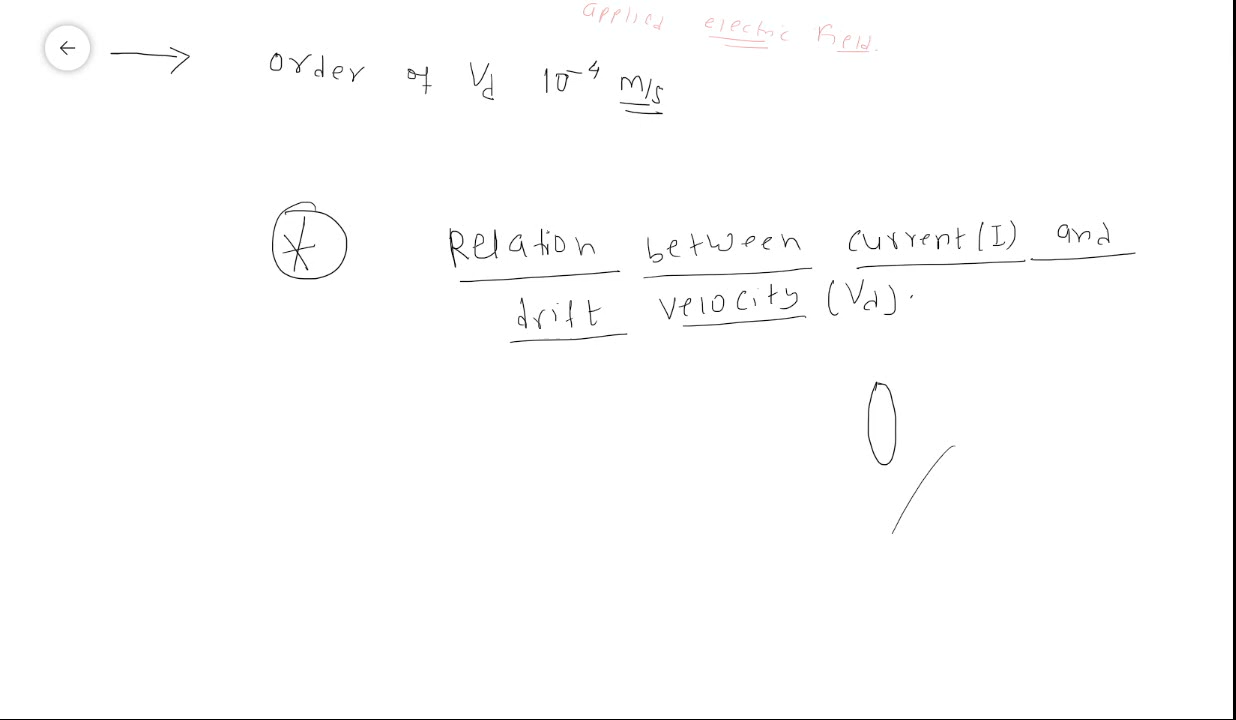 applied electric field.
→ order of Vd 10⁻⁴ m/s
* Relation between current (I) and
drift velocity (Vd).